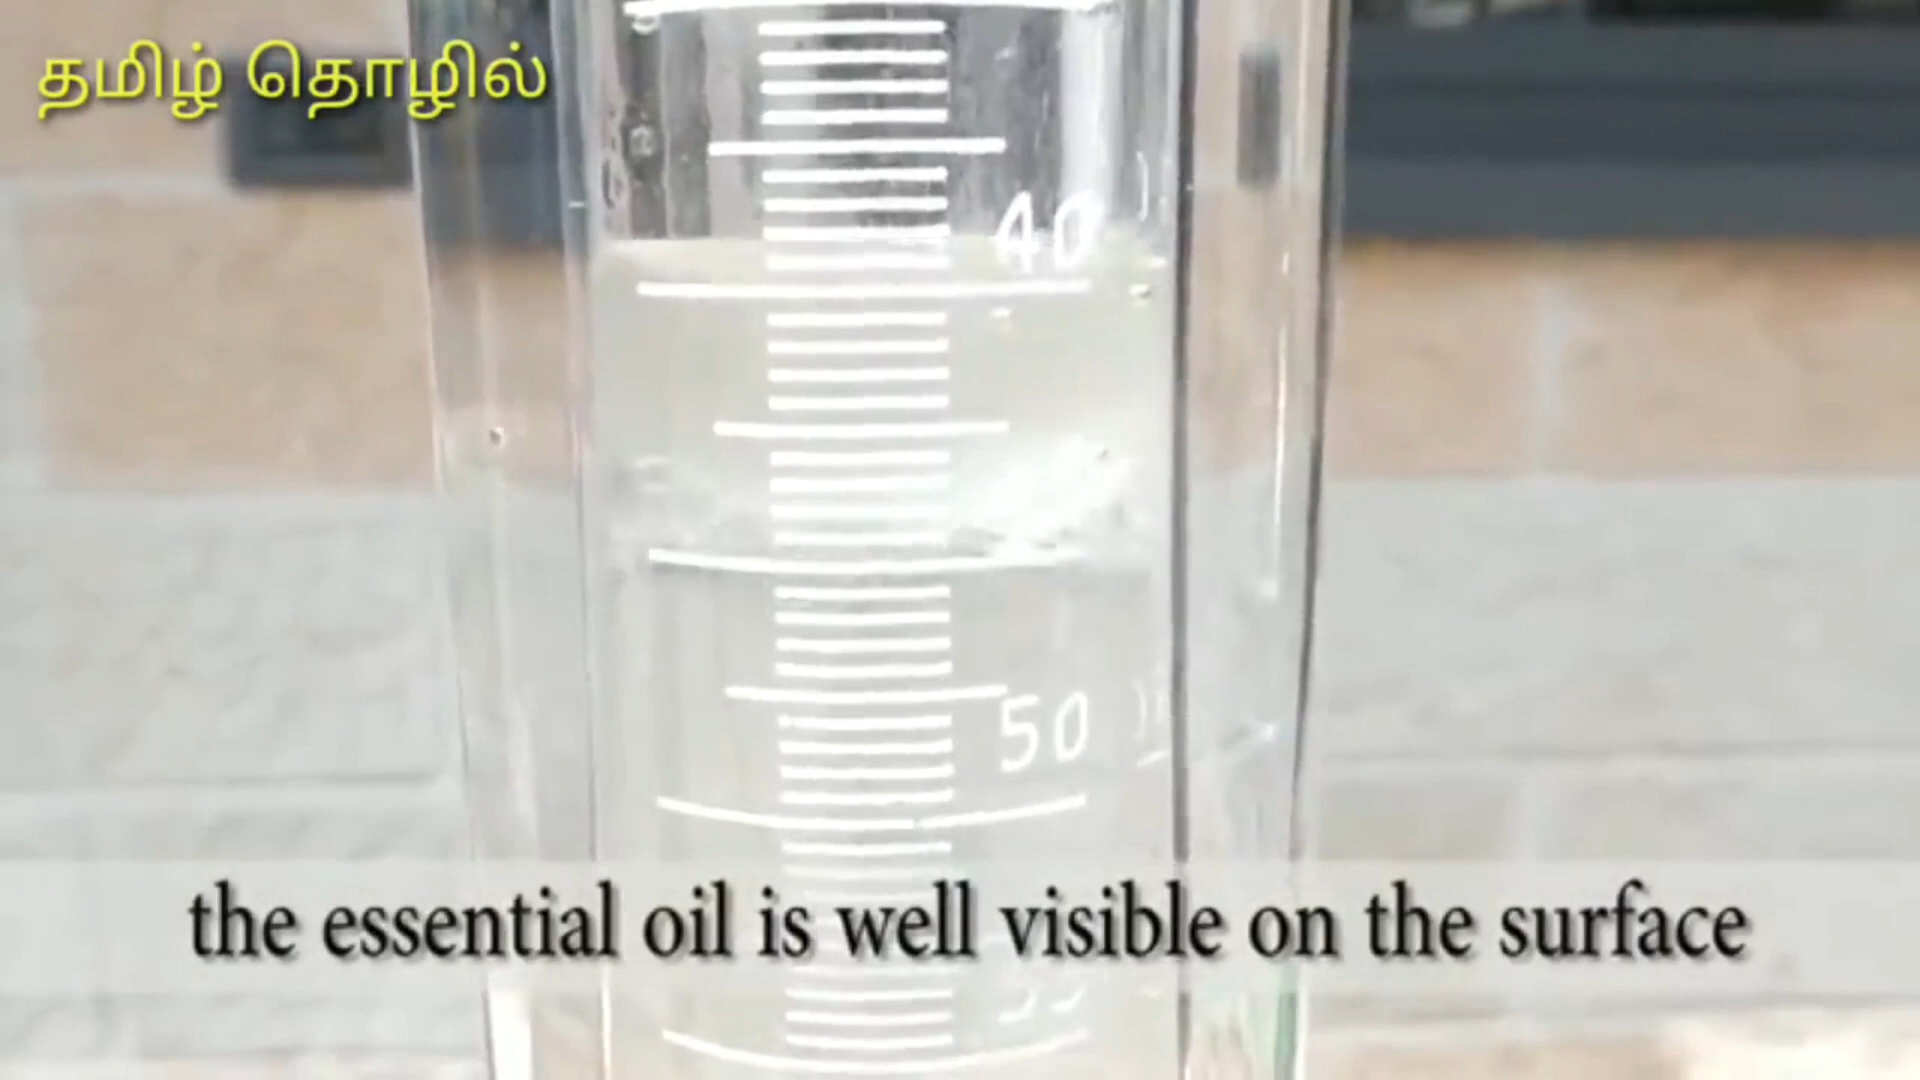 தமிழ் தொழில்
40
50
the essential oil is well visible on the surface